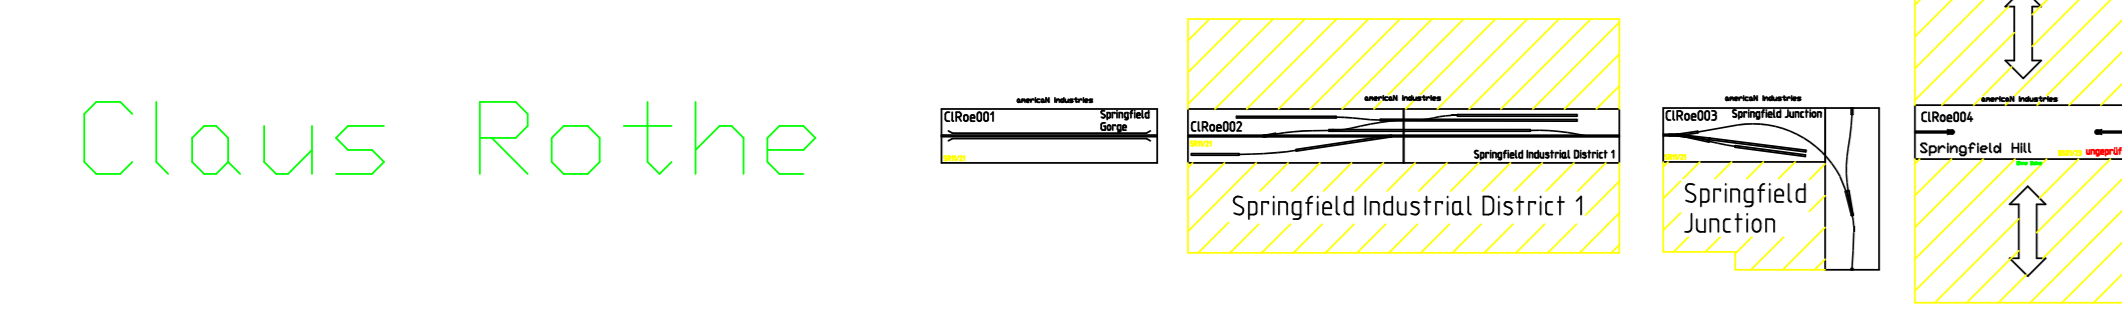 Claus Rothe
americaN Industries
ClRoe001
Springfield
Gorge
americaN Industries
ClRoe002
Springfield Industrial District 1
Springfield Industrial District 1
americaN Industries
ClRoe003
Springfield Junction
Springfield
Junction
americaN Industries
ClRoe004
Springfield Hill
ungeprüf